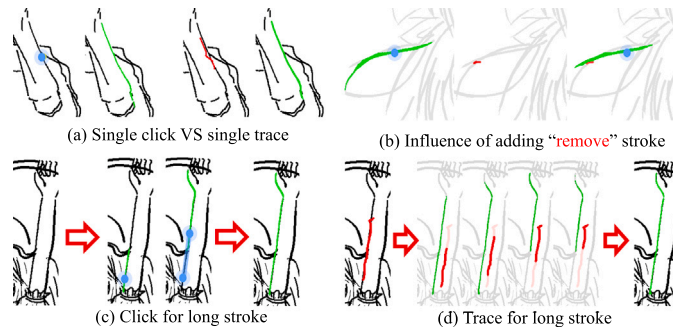 (a) Single click VS single trace
(b) Influence of adding “remove” stroke
(c) Click for long stroke
(d) Trace for long stroke